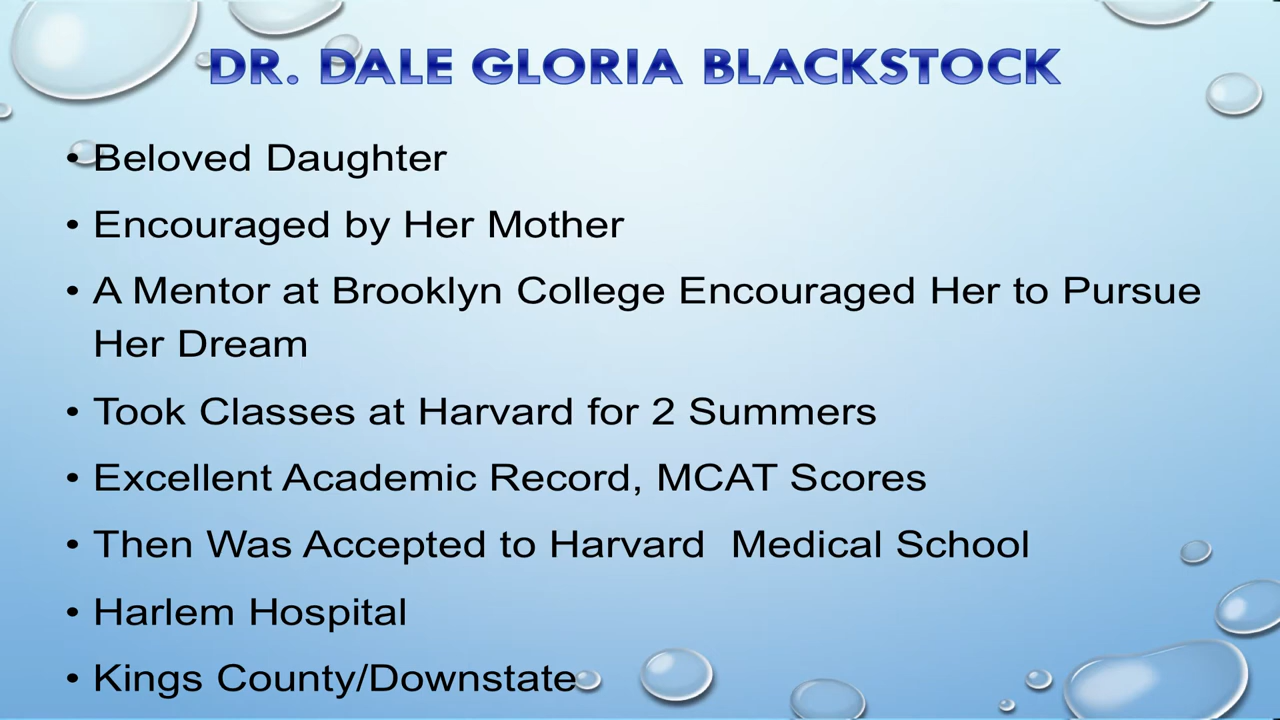 DR. DALE GLORIA BLACKSTOCK
• Beloved Daughter
• Encouraged by Her Mother
• A Mentor at Brooklyn College Encouraged Her to Pursue
Her Dream
• Took Classes at Harvard for 2 Summers
• Excellent Academic Record, MCAT Scores
• Then Was Accepted to Harvard  Medical School
• Harlem Hospital
• Kings County/Downstate